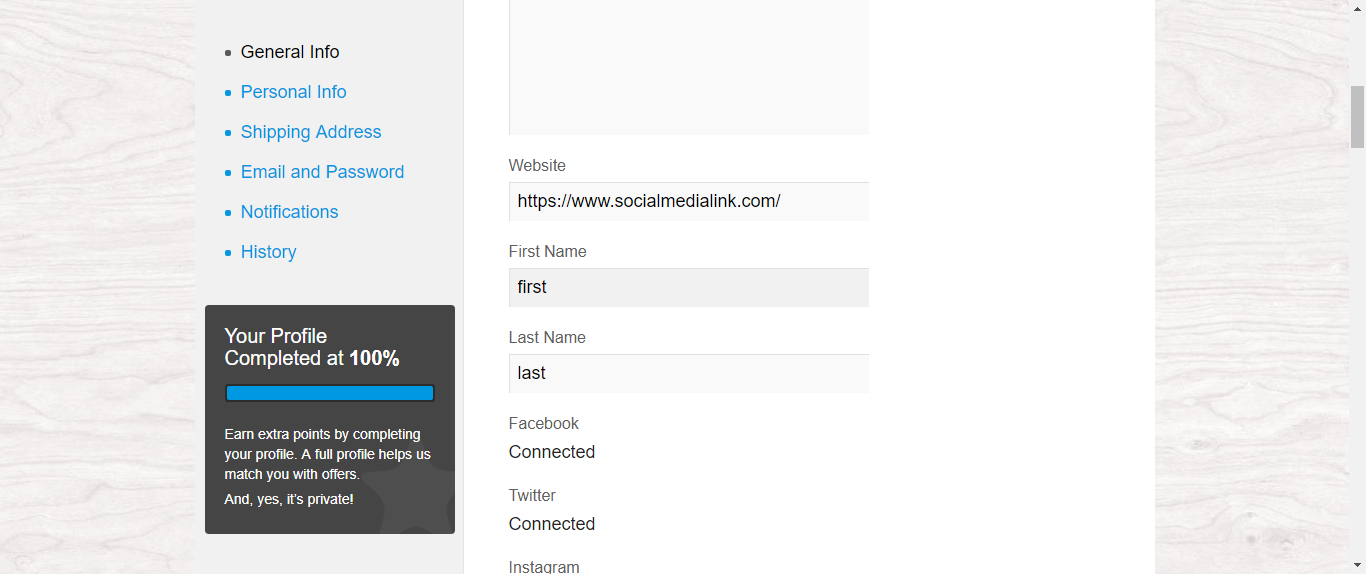 General Info
Personal Info
Shipping Address
Email and Password
Notifications
History
Your Profile
Completed at 100%
Earn extra points by completing
your profile. A full profile helps us
match you with offers.
And, yes, it's private!
Website
https://www.socialmedialink.com/
First Name
first
Last Name
last
Facebook
Connected
Twitter
Connected
Instagram